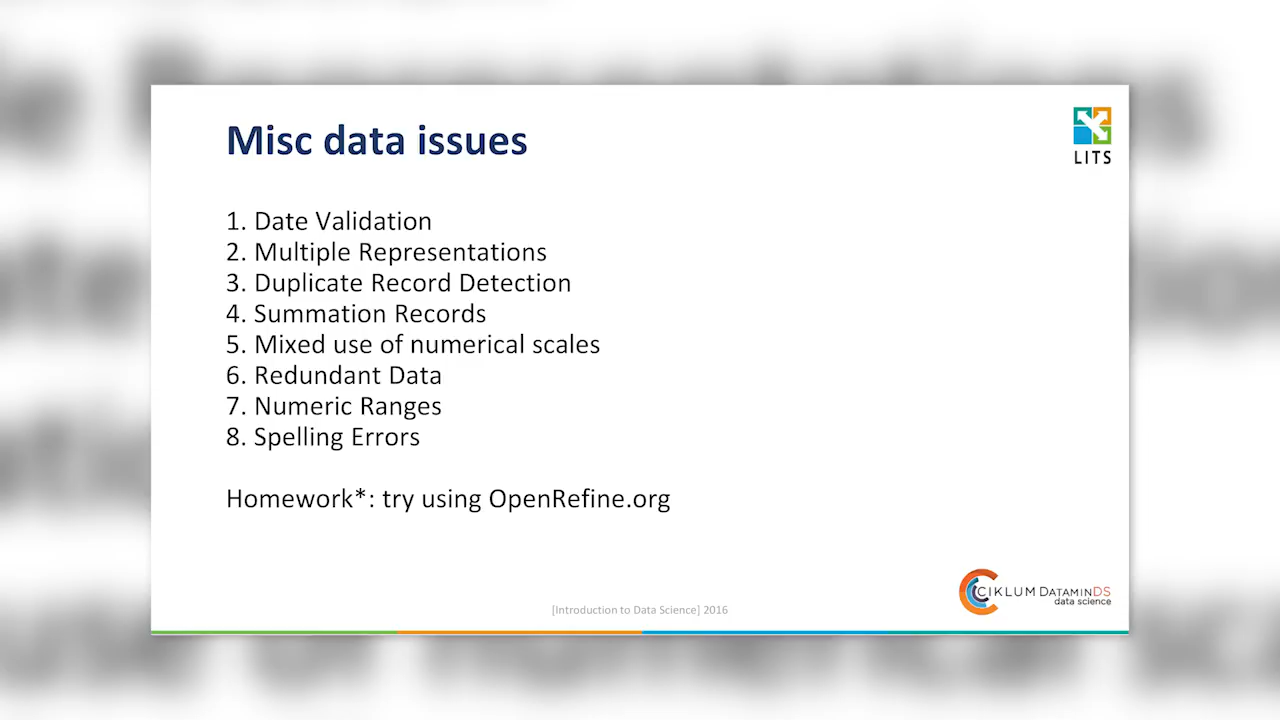 Misc data issues
LITS
1. Date Validation
2. Multiple Representations
3. Duplicate Record Detection
4. Summation Records
5. Mixed use of numerical scales
6. Redundant Data
7. Numeric Ranges
8. Spelling Errors
Homework*: try using OpenRefine.org
CIKLUM DATAMINDS
data science
[Introduction to Data Science] 2016